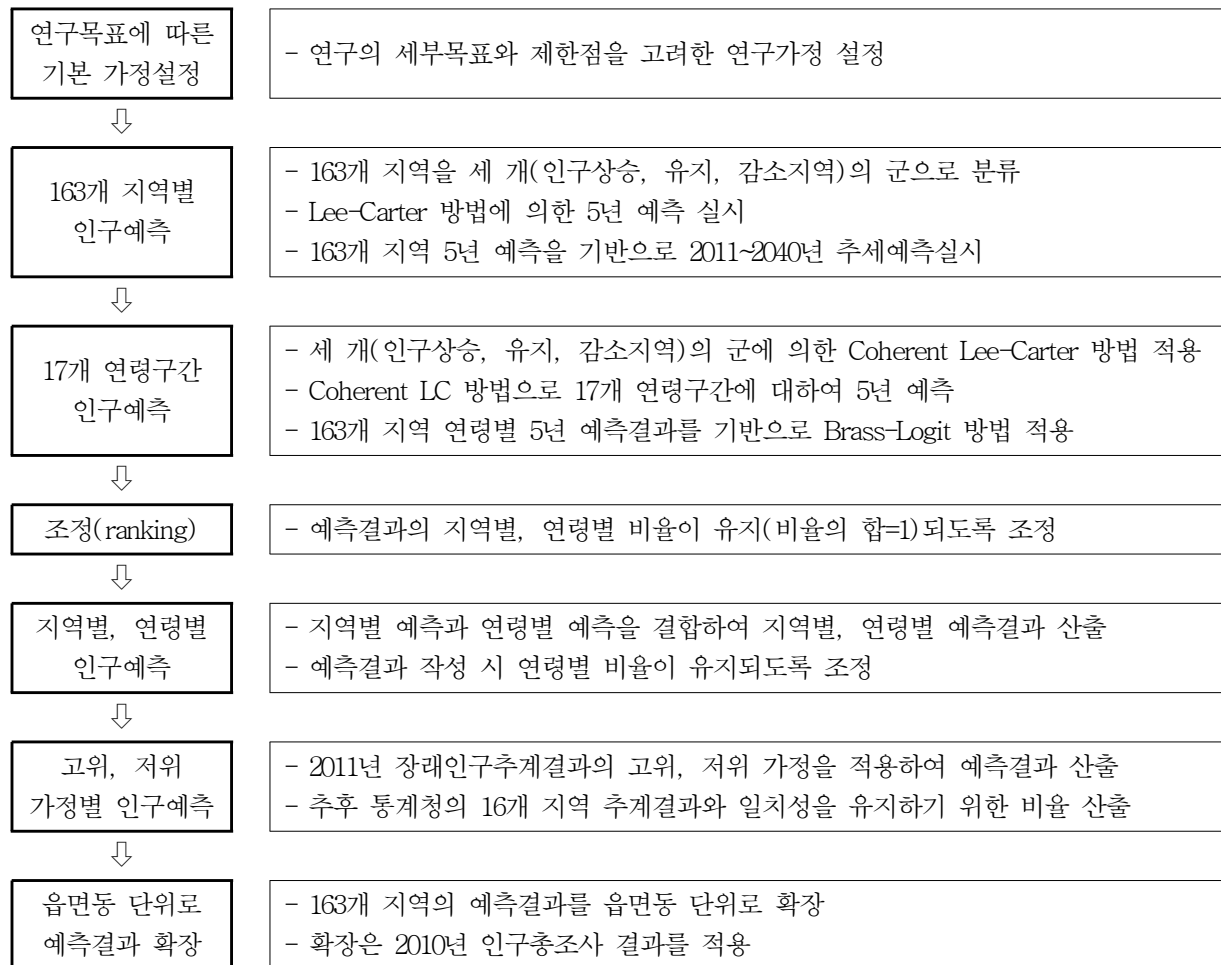 연구목표에 따른
기본 가정설정
- 연구의 세부목표와 제한점을 고려한 연구가정 설정
⇩
163개 지역별
인구예측
- 163개 지역을 세 개(인구상승, 유지, 감소지역)의 군으로 분류
- Lee-Carter 방법에 의한 5년 예측 실시
- 163개 지역 5년 예측을 기반으로 2011~2040년 추세예측실시
⇩
17개 연령구간
인구예측
- 세 개(인구상승, 유지, 감소지역)의 군에 의한 Coherent Lee-Carter 방법 적용
- Coherent LC 방법으로 17개 연령구간에 대하여 5년 예측
- 163개 지역 연령별 5년 예측결과를 기반으로 Brass-Logit 방법 적용
⇩
조정(ranking)
- 예측결과의 지역별, 연령별 비율이 유지(비율의 합=1)되도록 조정
⇩
지역별, 연령별
인구예측
- 지역별 예측과 연령별 예측을 결합하여 지역별, 연령별 예측결과 산출
- 예측결과 작성 시 연령별 비율이 유지되도록 조정
⇩
고위, 저위
가정별 인구예측
- 2011년 장래인구추계결과의 고위, 저위 가정을 적용하여 예측결과 산출
- 추후 통계청의 16개 지역 추계결과와 일치성을 유지하기 위한 비율 산출
⇩
읍면동 단위로
예측결과 확장
- 163개 지역의 예측결과를 읍면동 단위로 확장
- 확장은 2010년 인구총조사 결과를 적용